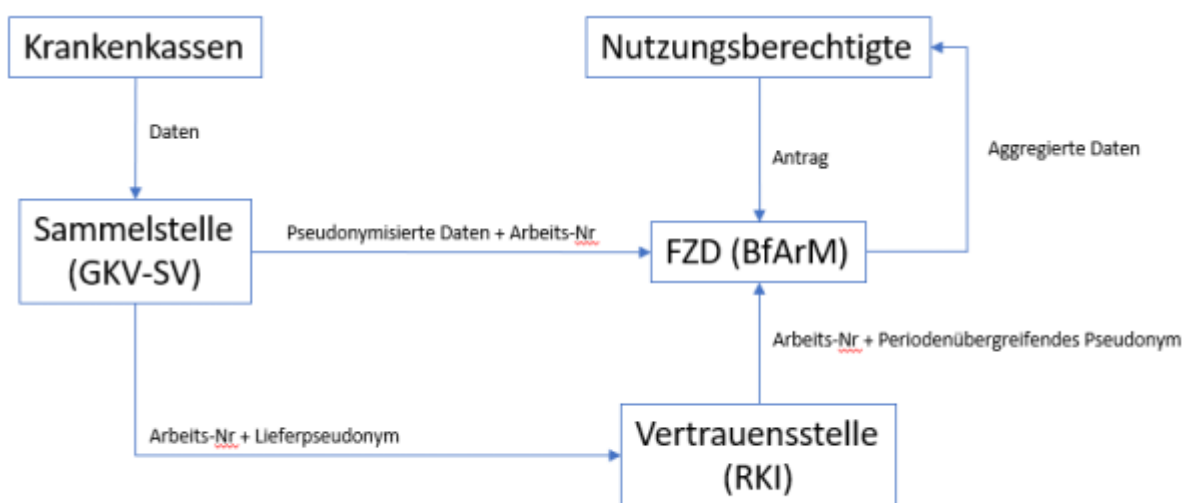 Krankenkassen
Nutzungsberechtigte
Daten
Antrag
Aggregierte Daten
Sammelstelle
(GKV-SV)
Pseudonymisierte Daten + Arbeits-Nr
FZD (BfArM)
Arbeits-Nr + Periodenübergreifendes Pseudonym
Arbeits-Nr + Lieferpseudonym
Vertrauensstelle
(RKI)